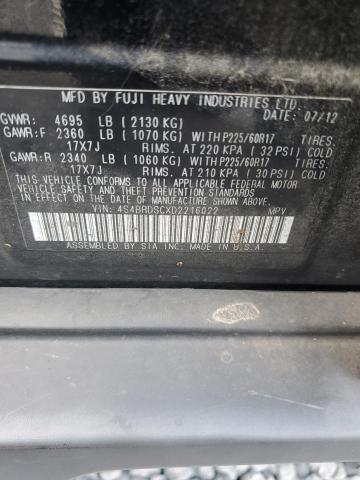 MFD BY FUJI HEAVY INDUSTRIES LTD.
DATE: 07/12
GVWR: 4695 LB ( 2130 KG)
GAWR:F 2360 LB ( 1070 KG) WITH P225/60R17 TIRES,
17X7J RIMS, AT 220 KPA ( 32 PSI) COLD
GAWR:R 2340 LB ( 1060 KG) WITH P225/60R17 TIRES,
17X7J RIMS, AT 210 KPA ( 30 PSI) COLD
THIS VEHICLE CONFORMS TO ALL APPLICABLE FEDERAL MOTOR
VEHICLE SAFETY, BUMPER, AND THEFT PREVENTION STANDARDS
IN EFFECT ON THE DATE OF MANUFACTURE SHOWN ABOVE.
VIN: 4S4BRDSCXD2216022 MPV
ASSEMBLED BY SIA, INC. MADE IN U.S.A.